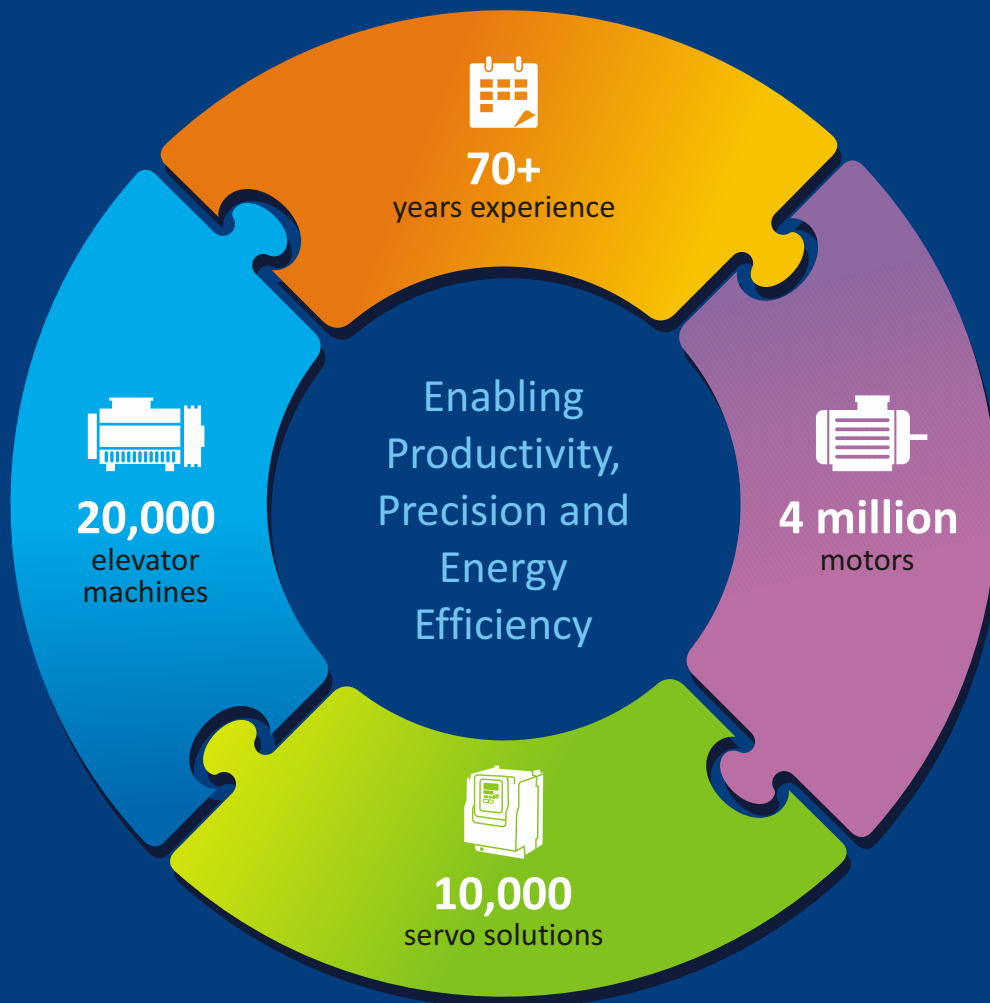 70+
years experience
20,000
elevator
machines
Enabling
Productivity,
Precision and
Energy
Efficiency
4 million
motors
10,000
servo solutions